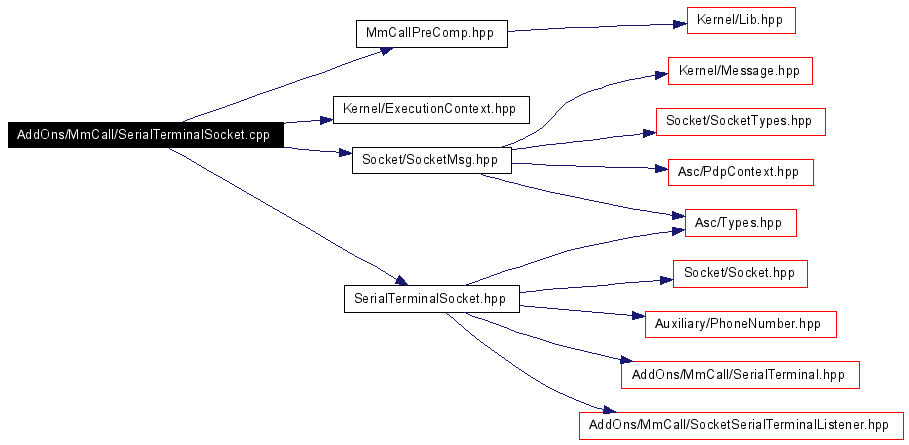 MmCallPreComp.hpp
Kernel/Lib.hpp
Kernel/Message.hpp
Kernel/ExecutionContext.hpp
Socket/SocketTypes.hpp
AddOns/MmCall/SerialTerminalSocket.cpp
Socket/SocketMsg.hpp
Asc/PdpContext.hpp
Asc/Types.hpp
Socket/Socket.hpp
SerialTerminalSocket.hpp
Auxiliary/PhoneNumber.hpp
AddOns/MmCall/SerialTerminal.hpp
AddOns/MmCall/SocketSerialTerminalListener.hpp